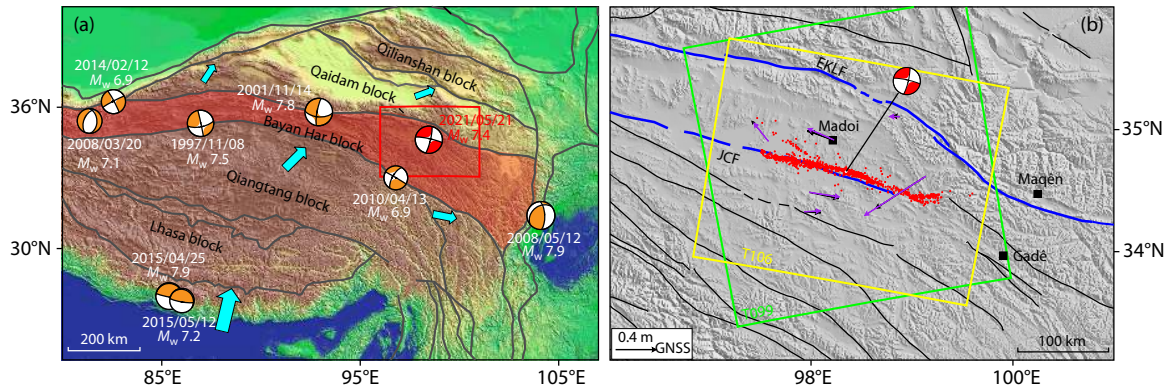 (a)
Qilianshan block
2014/02/12
Mw 6.9
Qaidam block
2001/11/14
Mw 7.8
36°N
2021/05/21
Mw 7.4
Bayan Har block
2008/03/20
Mw 7.1
1997/11/08
Mw 7.5
Qiangtang block
2010/04/13
Mw 6.9
Lhasa block
30°N
2008/05/12
Mw 7.9
2015/04/25
Mw 7.9
2015/05/12
Mw 7.2
200 km
85°E
95°E
105°E
(b)
EKLF
Madoi
35°N
JCF
Maqên
T106
Gadê
34°N
T099
0.4 m
GNSS
100 km
98°E
100°E